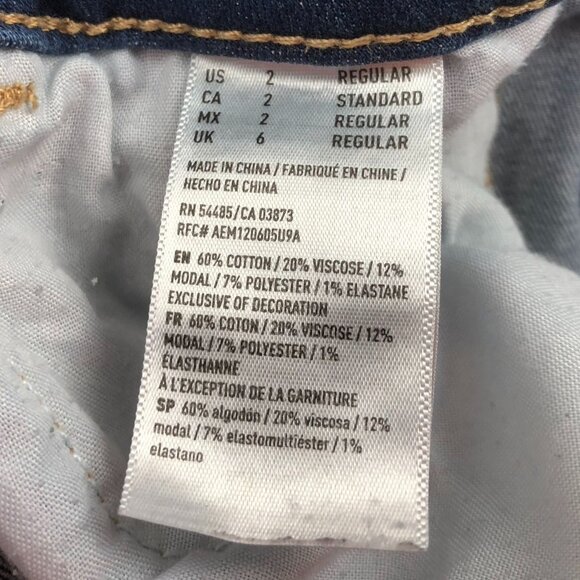 US 2 REGULAR
CA 2 STANDARD
MX 2 REGULAR
UK 6 REGULAR
MADE IN CHINA / FABRIQUÉ EN CHINE /
HECHO EN CHINA
RN 54485/CA 03873
RFC# AEM120605U9A
EN 60% COTTON / 20% VISCOSE / 12%
MODAL / 7% POLYESTER / 1% ELASTANE
EXCLUSIVE OF DECORATION
FR 60% COTON / 20% VISCOSE / 12%
MODAL / 7% POLYESTER / 1%
ÉLASTHANNE
À L'EXCEPTION DE LA GARNITURE
SP 60% algodón / 20% viscosa / 12%
modal / 7% elastomultiéster / 1%
elastano